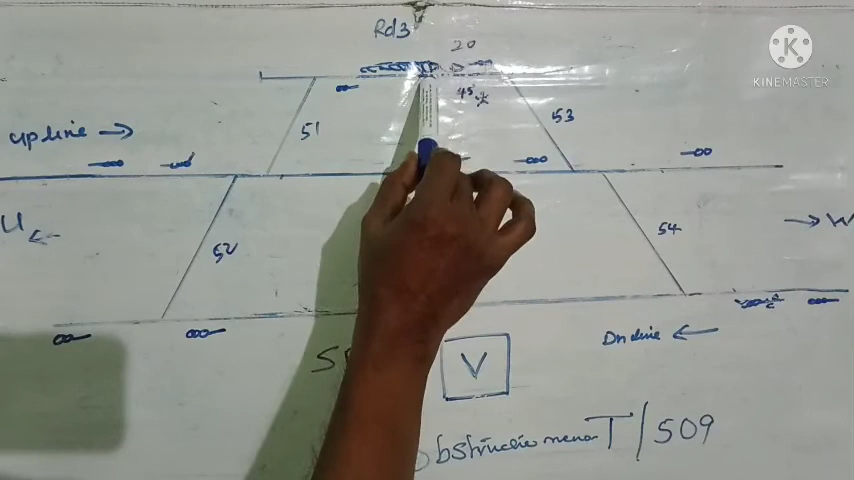 Rd3
20
KINEMASTER
45
51
53
up line →
U ←
52
54
→ W
Dn line ←
V
T/509